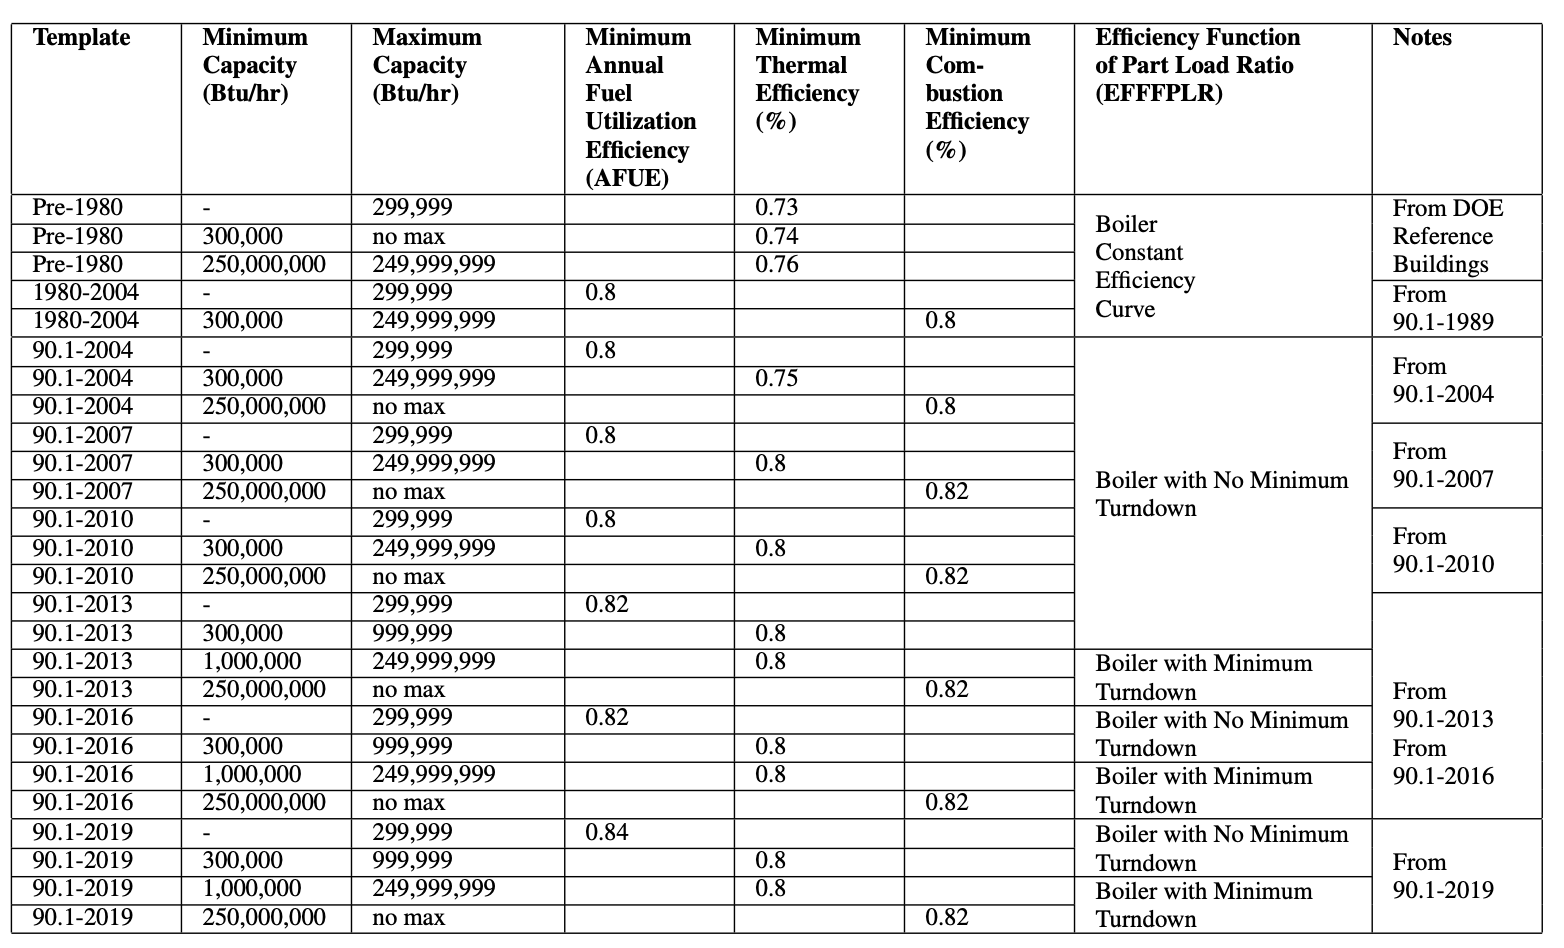 Template Minimum Capacity (Btu/hr) Maximum Capacity (Btu/hr) Minimum Annual Fuel Utilization Efficiency (AFUE) Minimum Thermal Efficiency (%) Minimum Com- bustion Efficiency (%) Efficiency Function of Part Load Ratio (EFFFPLR) Notes
Pre-1980 - 299,999 0.73 Boiler Constant Efficiency Curve From DOE Reference Buildings
Pre-1980 300,000 no max 0.74
Pre-1980 250,000,000 249,999,999 0.76
1980-2004 - 299,999 0.8 From 90.1-1989
1980-2004 300,000 249,999,999 0.8
90.1-2004 - 299,999 0.8 Boiler with No Minimum Turndown From 90.1-2004
90.1-2004 300,000 249,999,999 0.75
90.1-2004 250,000,000 no max 0.8
90.1-2007 - 299,999 0.8 From 90.1-2007
90.1-2007 300,000 249,999,999 0.8
90.1-2007 250,000,000 no max 0.82
90.1-2010 - 299,999 0.8 From 90.1-2010
90.1-2010 300,000 249,999,999 0.8
90.1-2010 250,000,000 no max 0.82
90.1-2013 - 299,999 0.82 From 90.1-2013 From 90.1-2016
90.1-2013 300,000 999,999 0.8
90.1-2013 1,000,000 249,999,999 0.8 Boiler with Minimum Turndown
90.1-2013 250,000,000 no max 0.82
90.1-2016 - 299,999 0.82 Boiler with No Minimum Turndown
90.1-2016 300,000 999,999 0.8
90.1-2016 1,000,000 249,999,999 0.8 Boiler with Minimum Turndown
90.1-2016 250,000,000 no max 0.82
90.1-2019 - 299,999 0.84 Boiler with No Minimum Turndown From 90.1-2019
90.1-2019 300,000 999,999 0.8
90.1-2019 1,000,000 249,999,999 0.8 Boiler with Minimum Turndown
90.1-2019 250,000,000 no max 0.82